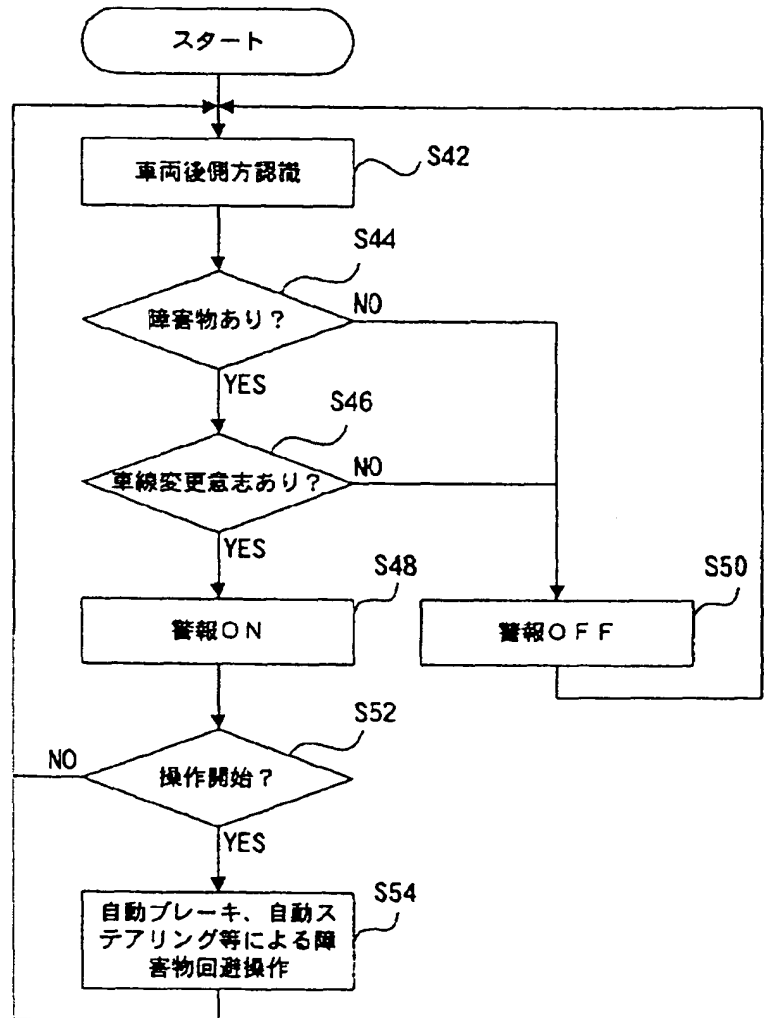 スタート
車両後側方認識
S42
S44
障害物あり？
NO
YES
S46
車線変更意志あり？
NO
YES
S48
警報ＯＮ
S50
警報ＯＦＦ
S52
NO
操作開始？
YES
S54
自動ブレーキ、自動ス
テアリング等による障
害物回避操作